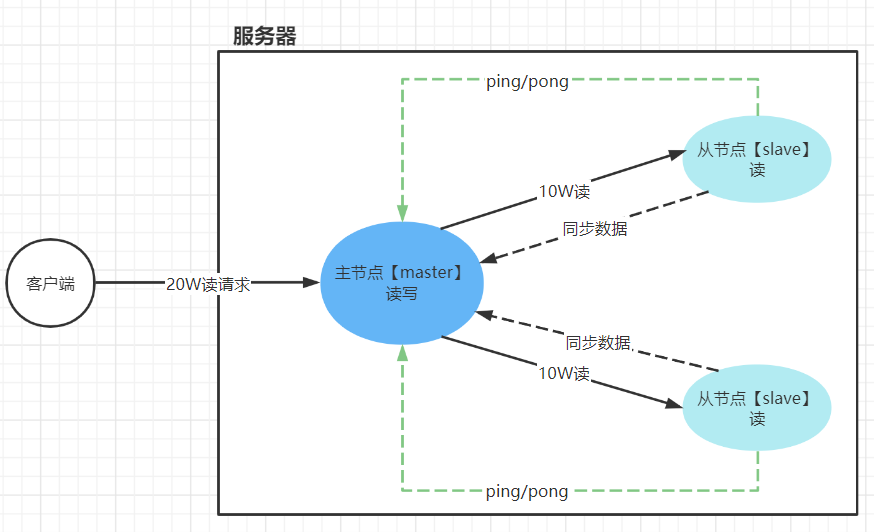 服务器
ping/pong
从节点【slave】
读
10W读
同步数据
主节点【master】
读写
客户端
20W读请求
同步数据
10W读
从节点【slave】
读
ping/pong